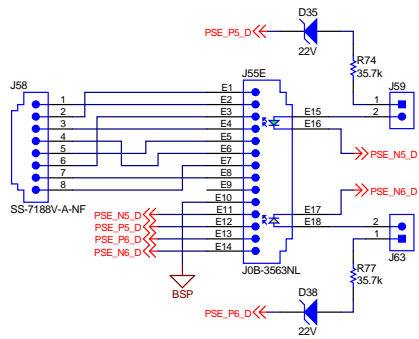 D35
PSE_P5_D
22V
R74
35.7k
J58
J55E
J59
1
2
3
4
5
6
7
8
E1
E2
E3
E4
E5
E6
E7
E8
E9
E10
E11
E12
E13
E14
E15
E16
E17
E18
1
2
PSE_N5_D
PSE_N6_D
SS-7188V-A-NF
PSE_N5_D
PSE_P5_D
PSE_P6_D
PSE_N6_D
2
1
J0B-3563NL
J63
BSP
R77
35.7k
D38
PSE_P6_D
22V